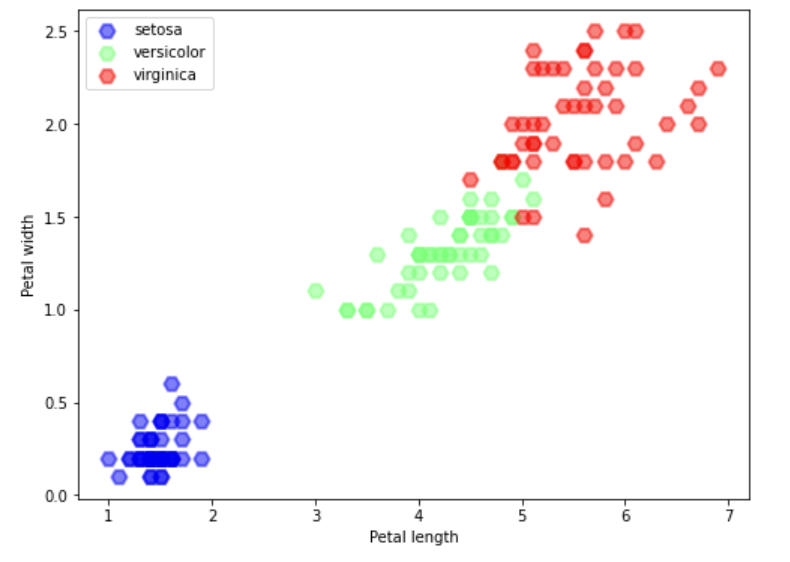 setosa
versicolor
virginica
2.5
2.0
1.5
1.0
0.5
0.0
Petal width
1 2 3 4 5 6 7
Petal length